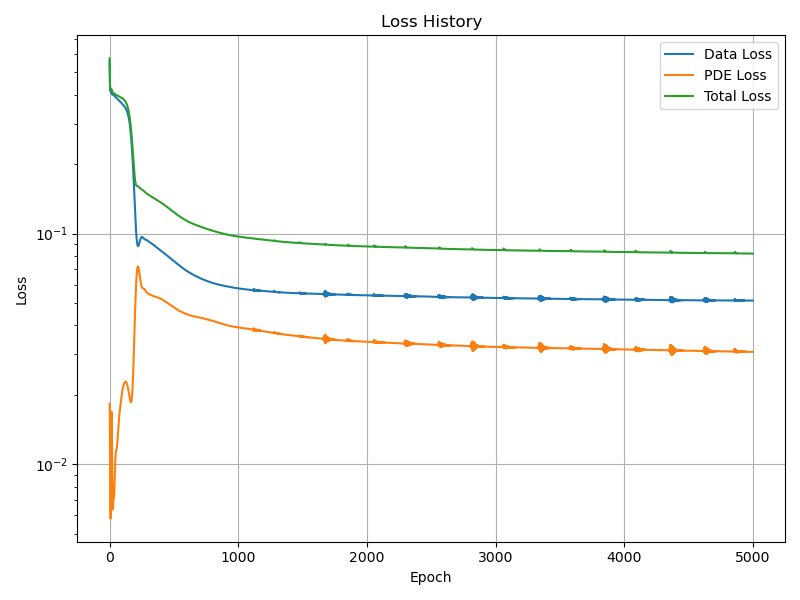 Loss History
Data Loss
PDE Loss
Total Loss
Loss
10⁻¹
10⁻²
0
1000
2000
3000
4000
5000
Epoch